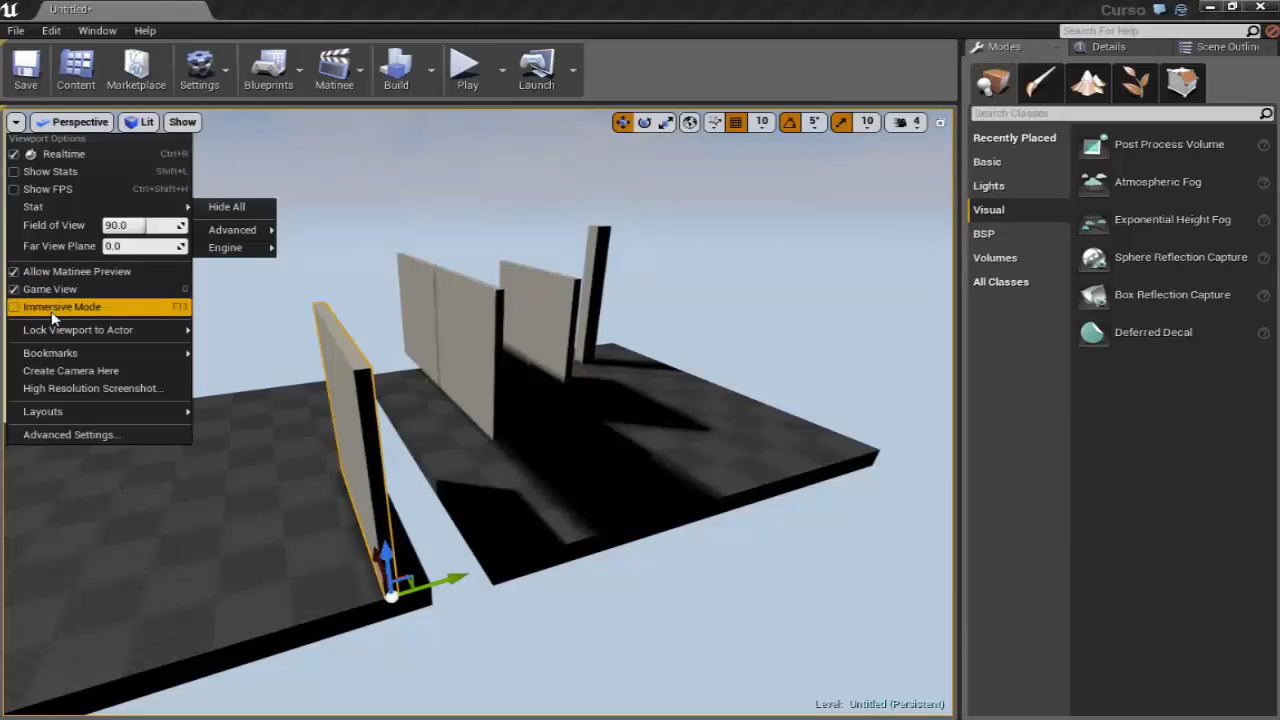 Untitled*
Curso
File Edit Window Help
Search For Help
Save
Content
Marketplace
Settings
Blueprints
Matinee
Build
Play
Launch
Modes
Details
Scene Outlin
Search Classes
Perspective
Lit
Show
10
5°
10
4
Viewport Options
Realtime Ctrl+R
Show Stats Shift+L
Show FPS Ctrl+Shift+H
Stat
Field of View 90.0
Far View Plane 0.0
Allow Matinee Preview
Game View G
Immersive Mode F11
Lock Viewport to Actor
Bookmarks
Create Camera Here
High Resolution Screenshot...
Layouts
Advanced Settings...
Hide All
Advanced
Engine
Recently Placed
Basic
Lights
Visual
BSP
Volumes
All Classes
Post Process Volume
Atmospheric Fog
Exponential Height Fog
Sphere Reflection Capture
Box Reflection Capture
Deferred Decal
Level: Untitled (Persistent)